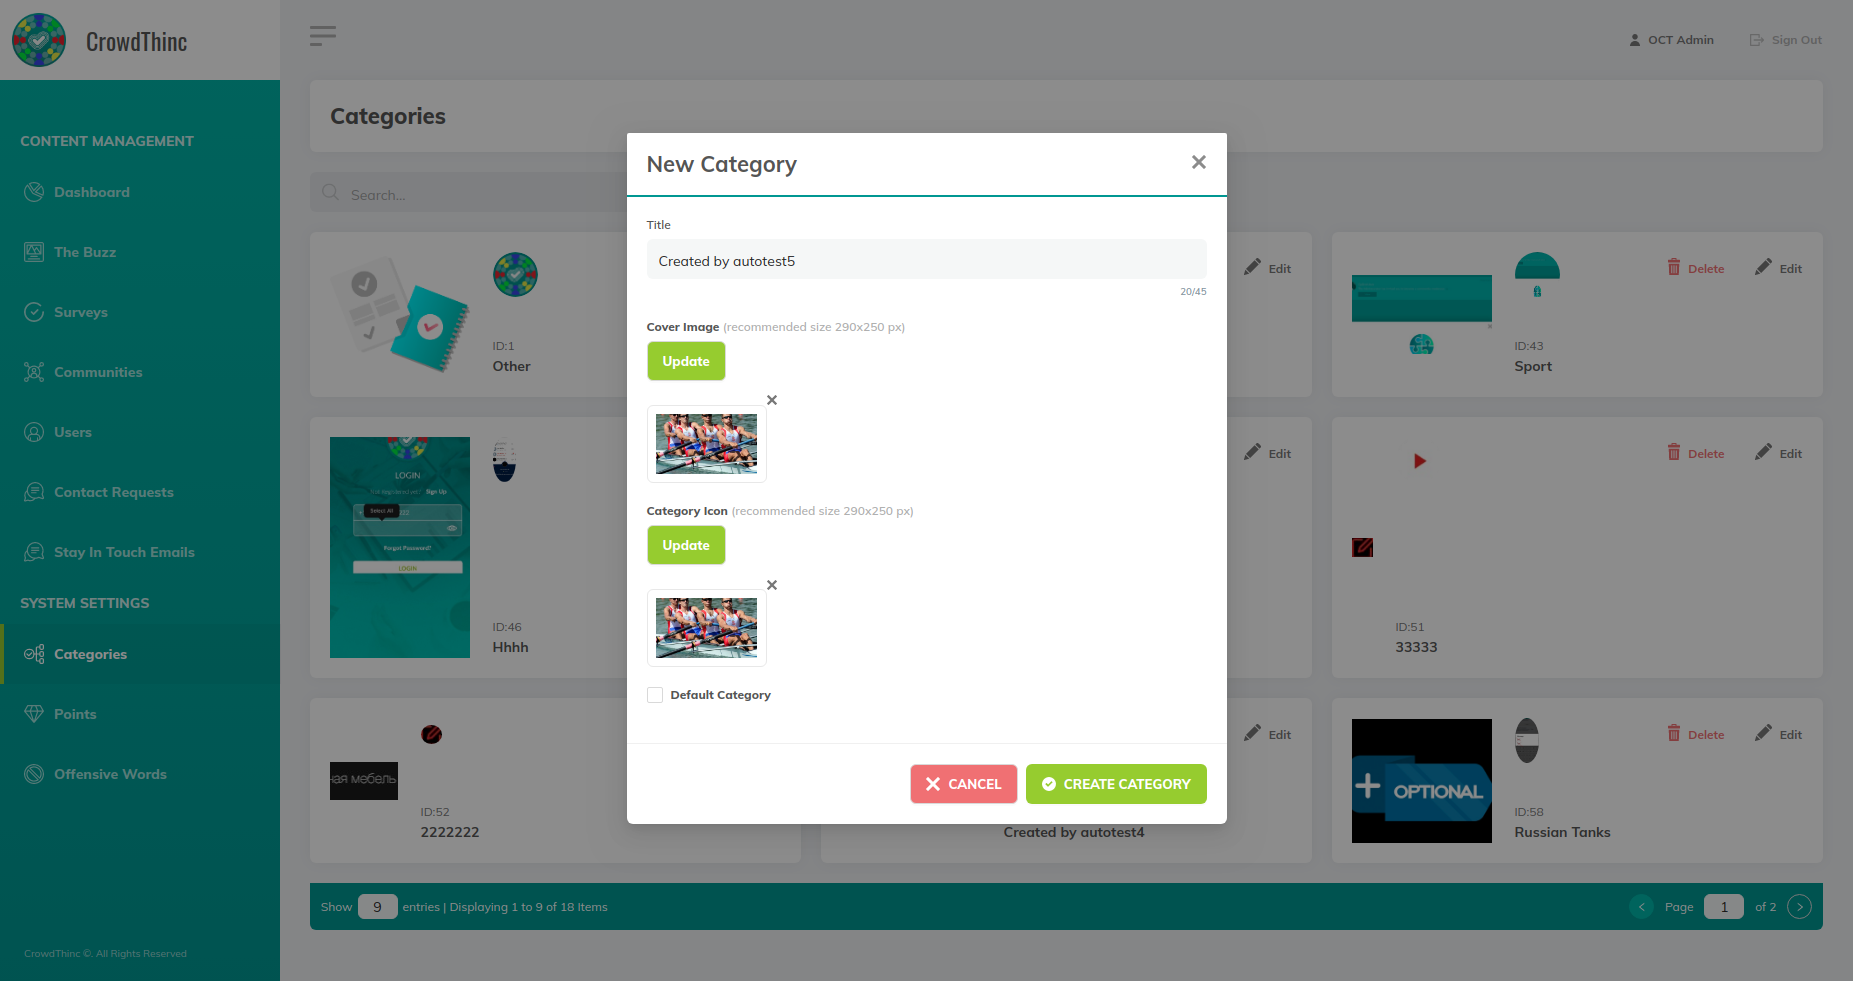 CrowdThinc
OCT Admin
Sign Out
CONTENT MANAGEMENT
Dashboard
The Buzz
Surveys
Communities
Users
Contact Requests
Stay In Touch Emails
SYSTEM SETTINGS
Categories
Points
Offensive Words
CrowdThinc ©. All Rights Reserved
Categories
Search...
ID:1
Other
Edit
ID:43
Sport
Delete
Edit
LOGIN
Sign Up
Select All
Forgot Password?
LOGIN
ID:46
Hhhh
Edit
Delete
Edit
ID:51
33333
ная мебель
ID:52
2222222
Edit
Created by autotest4
OPTIONAL
Delete
Edit
ID:58
Russian Tanks
New Category
Title
Created by autotest5
20/45
Cover Image (recommended size 290x250 px)
Update
Category Icon (recommended size 290x250 px)
Update
Default Category
CANCEL
CREATE CATEGORY
Show 9 entries | Displaying 1 to 9 of 18 Items
Page 1 of 2